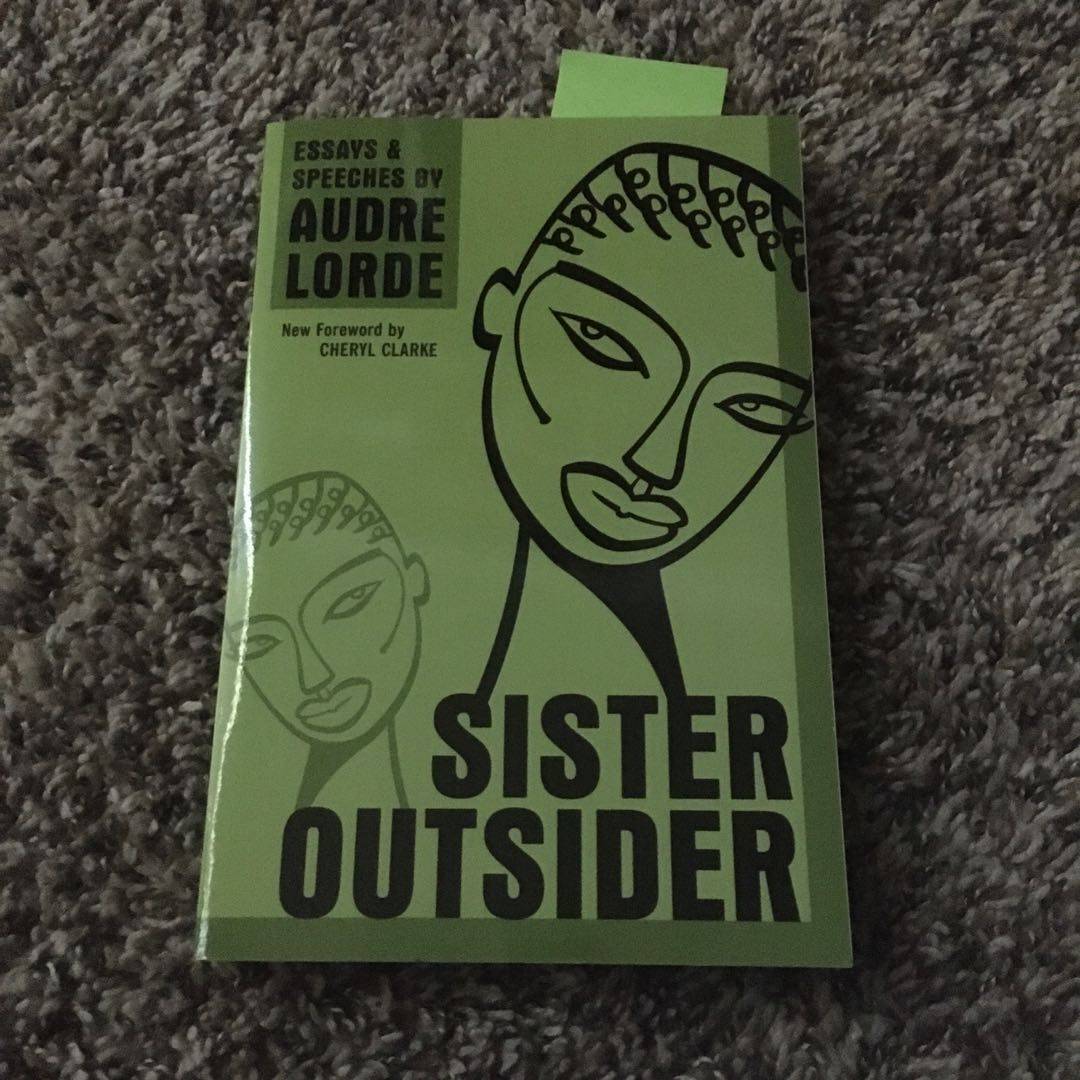 ESSAYS &
SPEECHES BY
AUDRE
LORDE
New Foreword by
CHERYL CLARKE
SISTER
OUTSIDER